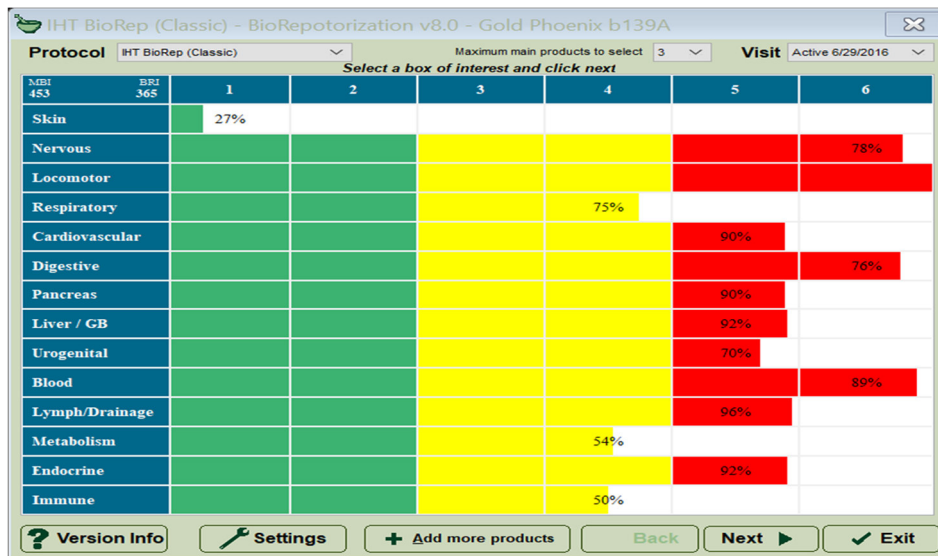 IHT BioRep (Classic) - BioRepotorization v8.0 - Gold Phoenix b139A
Protocol IHT BioRep (Classic) Maximum main products to select 3 Visit Active 6/29/2016
Select a box of interest and click next
MBI BRI
453 365 1 2 3 4 5 6
Skin 27%
Nervous 78%
Locomotor
Respiratory 75%
Cardiovascular 90%
Digestive 76%
Pancreas 90%
Liver / GB 92%
Urogenital 70%
Blood 89%
Lymph/Drainage 96%
Metabolism 54%
Endocrine 92%
Immune 50%
? Version Info Settings + Add more products Back Next Exit